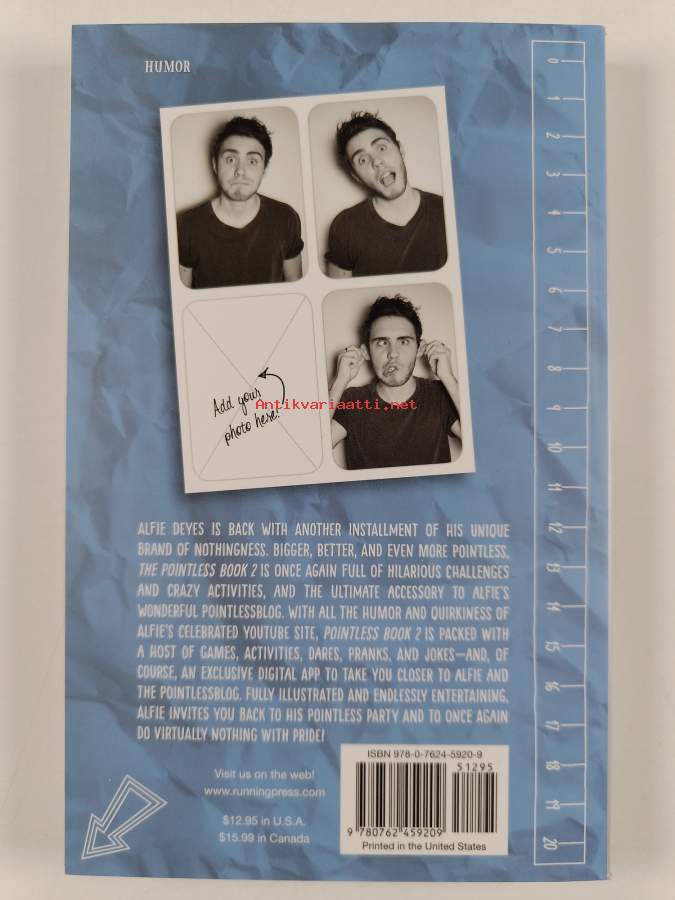 HUMOR
Add your
photo here!
Antikvariaatti.net
ALFIE DEYES IS BACK WITH ANOTHER INSTALLMENT OF HIS UNIQUE
BRAND OF NOTHINGNESS. BIGGER, BETTER, AND EVEN MORE POINTLESS,
THE POINTLESS BOOK 2 IS ONCE AGAIN FULL OF HILARIOUS CHALLENGES
AND CRAZY ACTIVITIES, AND THE ULTIMATE ACCESSORY TO ALFIE'S
WONDERFUL POINTLESSBLOG. WITH ALL THE HUMOR AND QUIRKINESS OF
ALFIE'S CELEBRATED YOUTUBE SITE, POINTLESS BOOK 2 IS PACKED WITH
A HOST OF GAMES, ACTIVITIES, DARES, PRANKS, AND JOKES—AND, OF
COURSE, AN EXCLUSIVE DIGITAL APP TO TAKE YOU CLOSER TO ALFIE AND
THE POINTLESSBLOG. FULLY ILLUSTRATED AND ENDLESSLY ENTERTAINING,
ALFIE INVITES YOU BACK TO HIS POINTLESS PARTY AND TO ONCE AGAIN
DO VIRTUALLY NOTHING WITH PRIDE!
Visit us on the web!
www.runningpress.com
$12.95 in U.S.A.
$15.99 in Canada
ISBN 978-0-7624-5920-9
51295
9 780762 459209
Printed in the United States
0
1
2
3
4
5
6
7
8
9
10
11
12
13
14
15
16
17
18
19
20